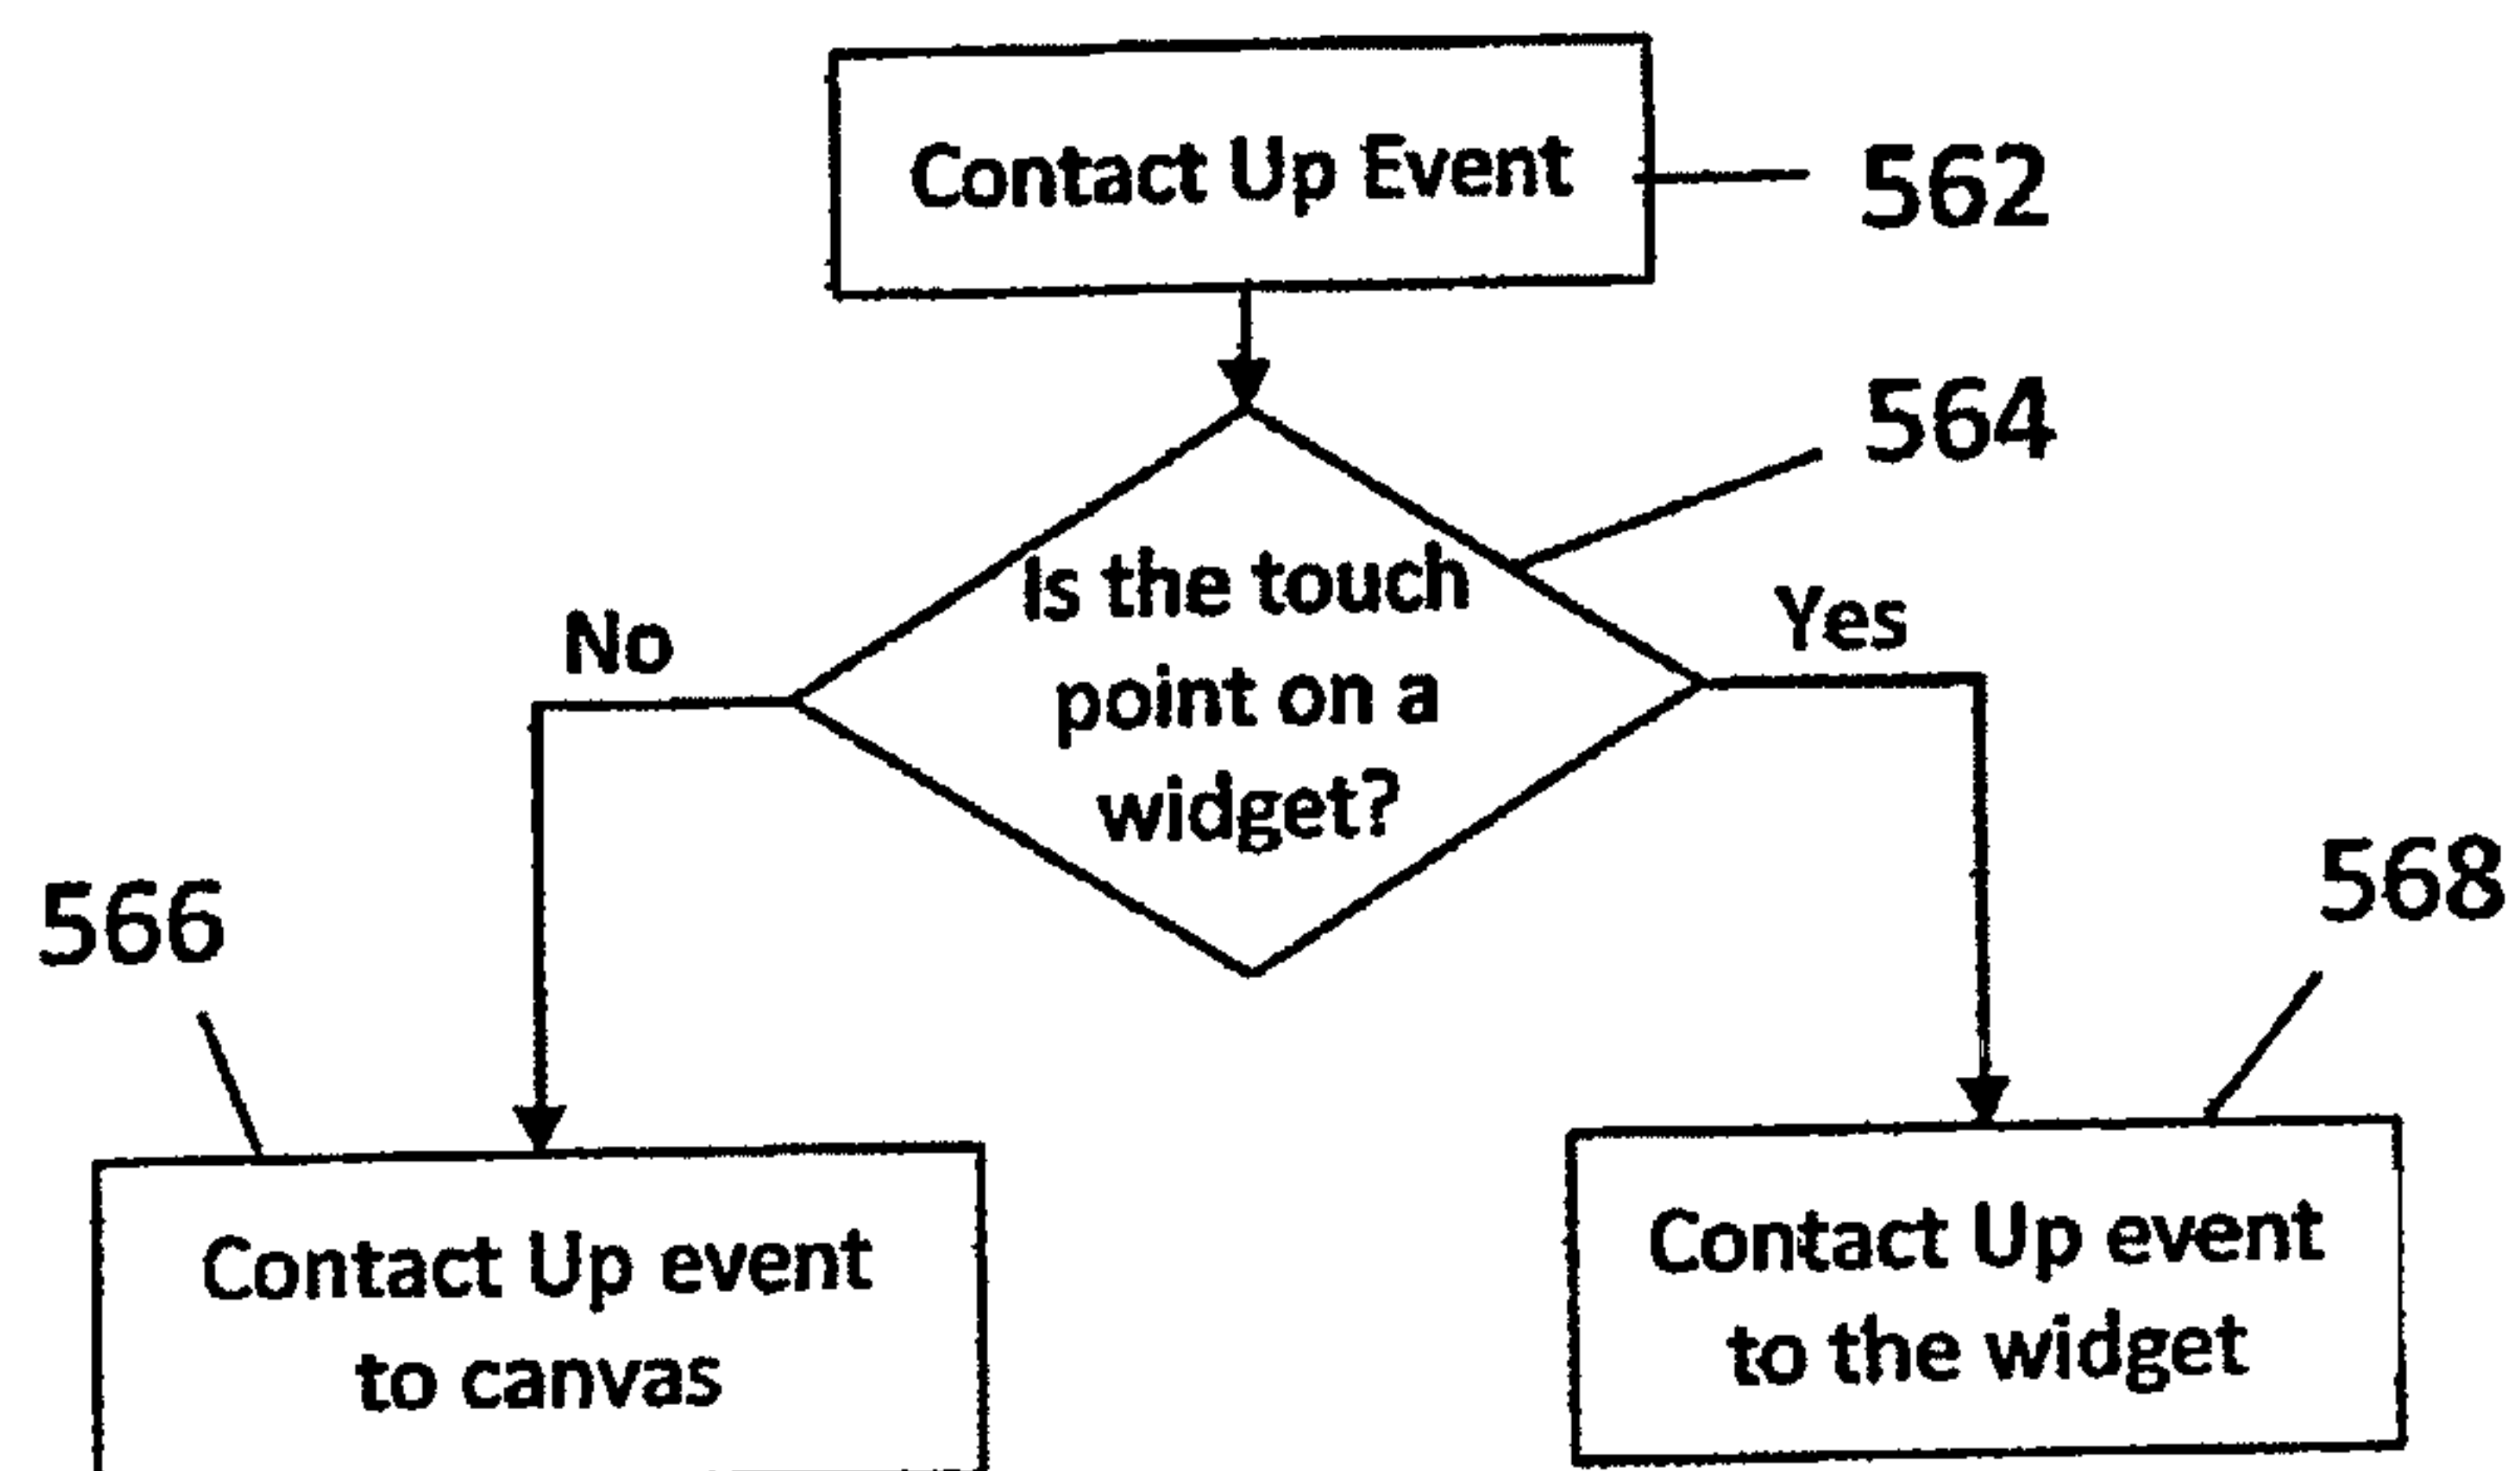 Contact Up Event
562
564
Is the touch
point on a
widget?
No
Yes
566
568
Contact Up event
to canvas
Contact Up event
to the widget